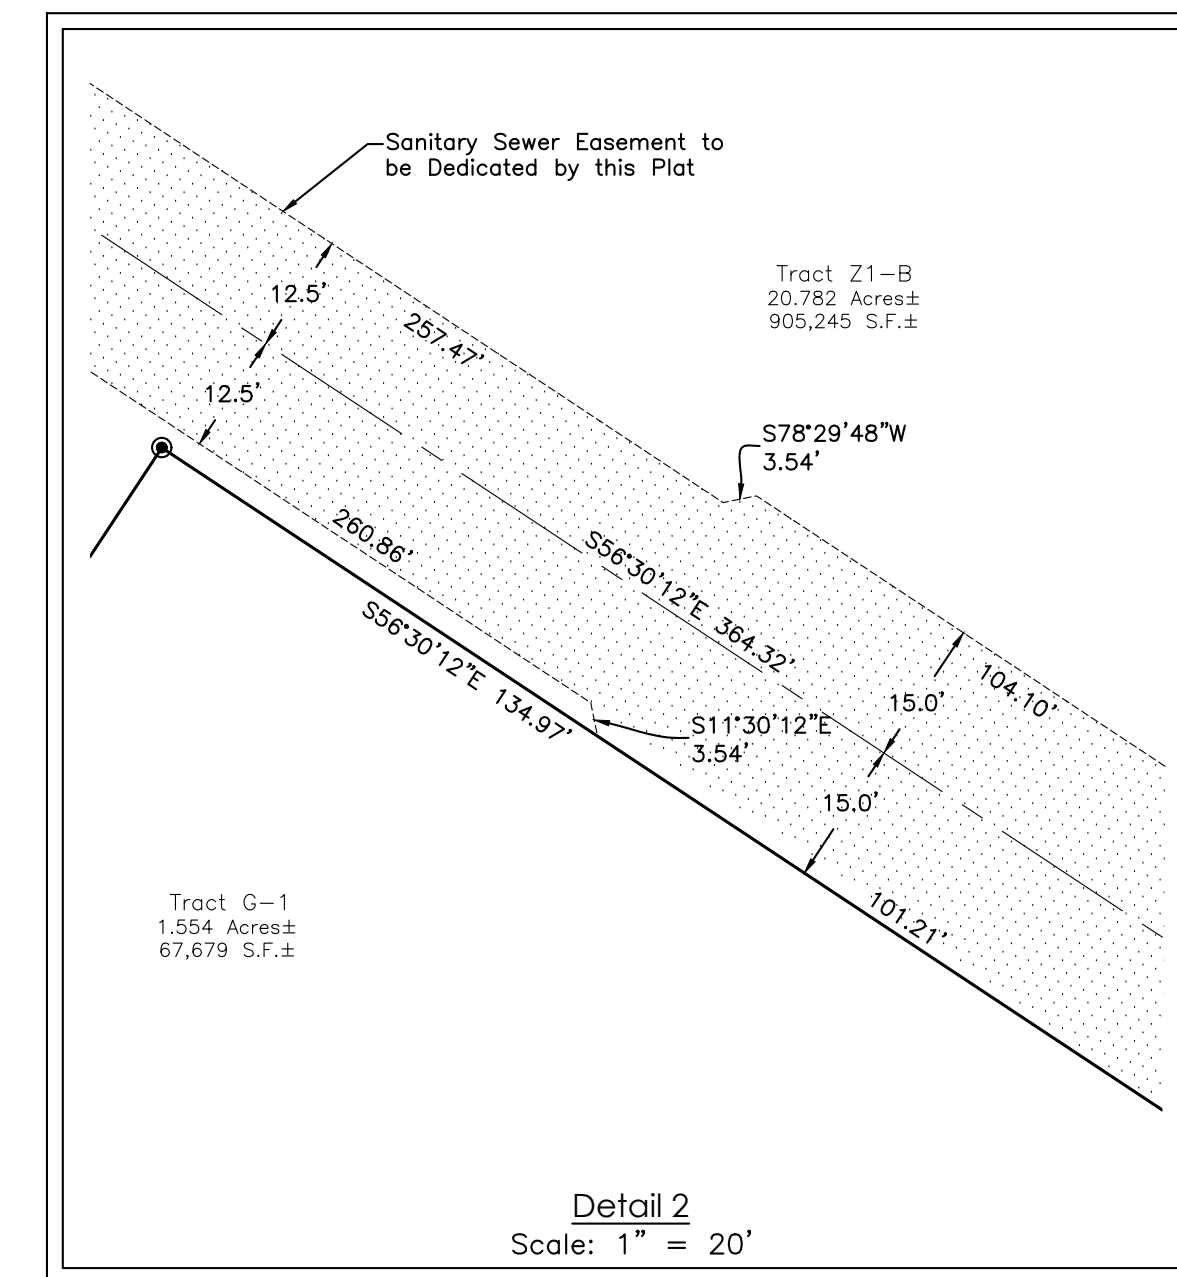 Sanitary Sewer Easement to
be Dedicated by this Plat
Tract Z1-B
20.782 Acres±
905,245 S.F.±
12.5'
257.47'
12.5'
S78°29'48"W
3.54'
260.86'
S56°30'12"E 364.32'
S56°30'12"E 134.97'
104.10'
15.0'
S11°30'12"E
3.54'
15.0'
101.21'
Tract G-1
1.554 Acres±
67,679 S.F.±
Detail 2
Scale: 1" = 20'